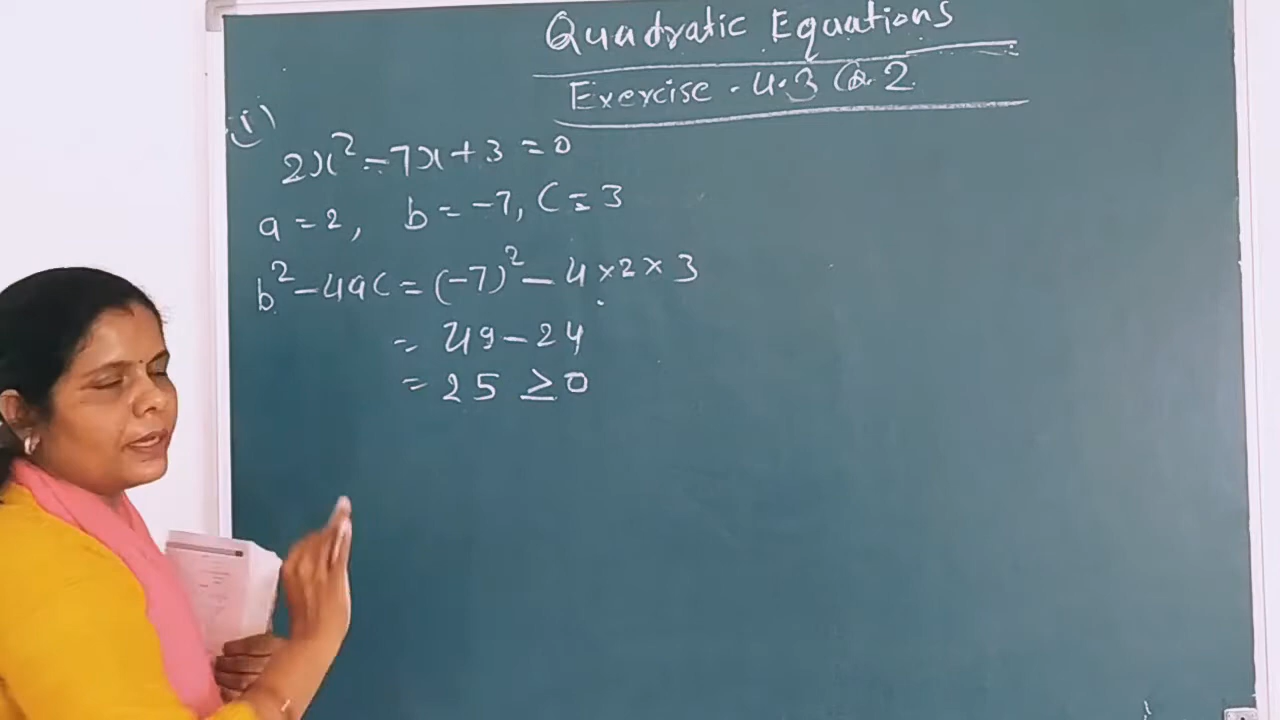 Quadratic Equations
Exercise - 4.3 Q.2
(i)
2x² - 7x + 3 = 0
a = 2, b = -7, C = 3
b² - 4ac = (-7)² - 4 × 2 × 3
= 49 - 24
= 25 ≥ 0